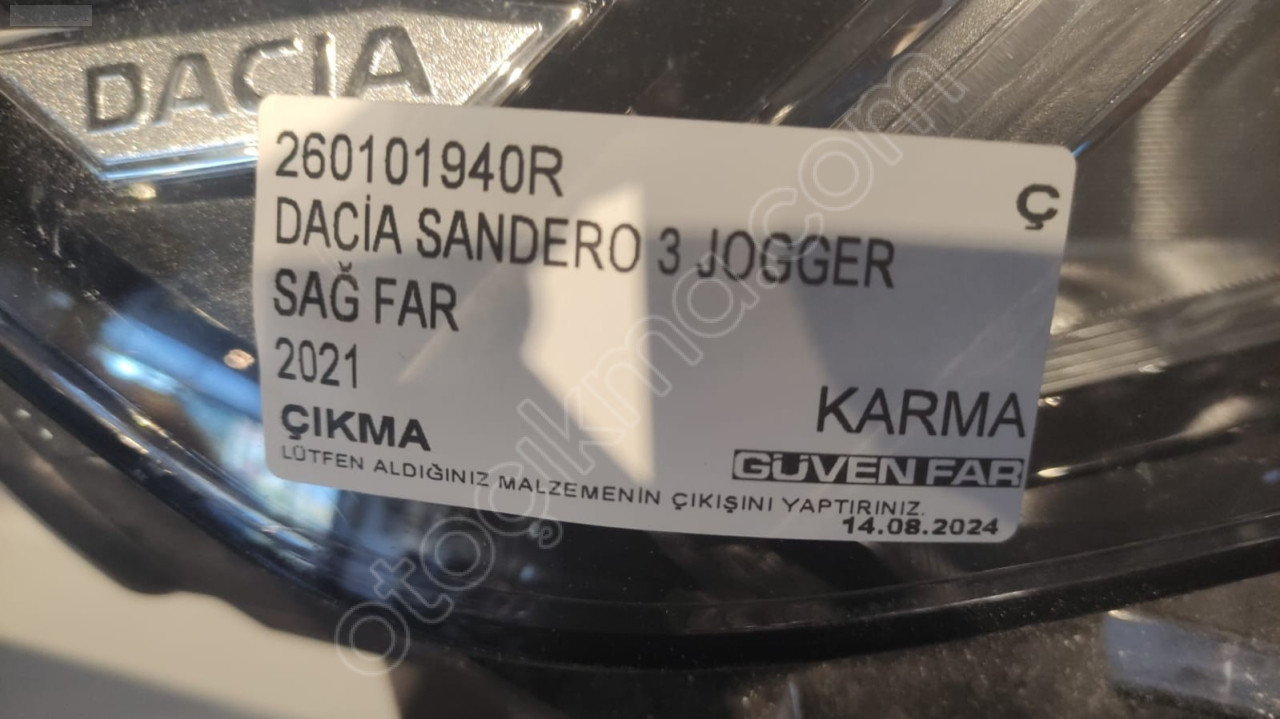 DACIA
260101940R
Ç
DACİA SANDERO 3 JOGGER
SAĞ FAR
2021
KARMA
ÇIKMA
GÜVEN FAR
LÜTFEN ALDIĞINIZ MALZEMENİN ÇIKIŞINI YAPTIRINIZ.
14.08.2024
otoçıkma.com